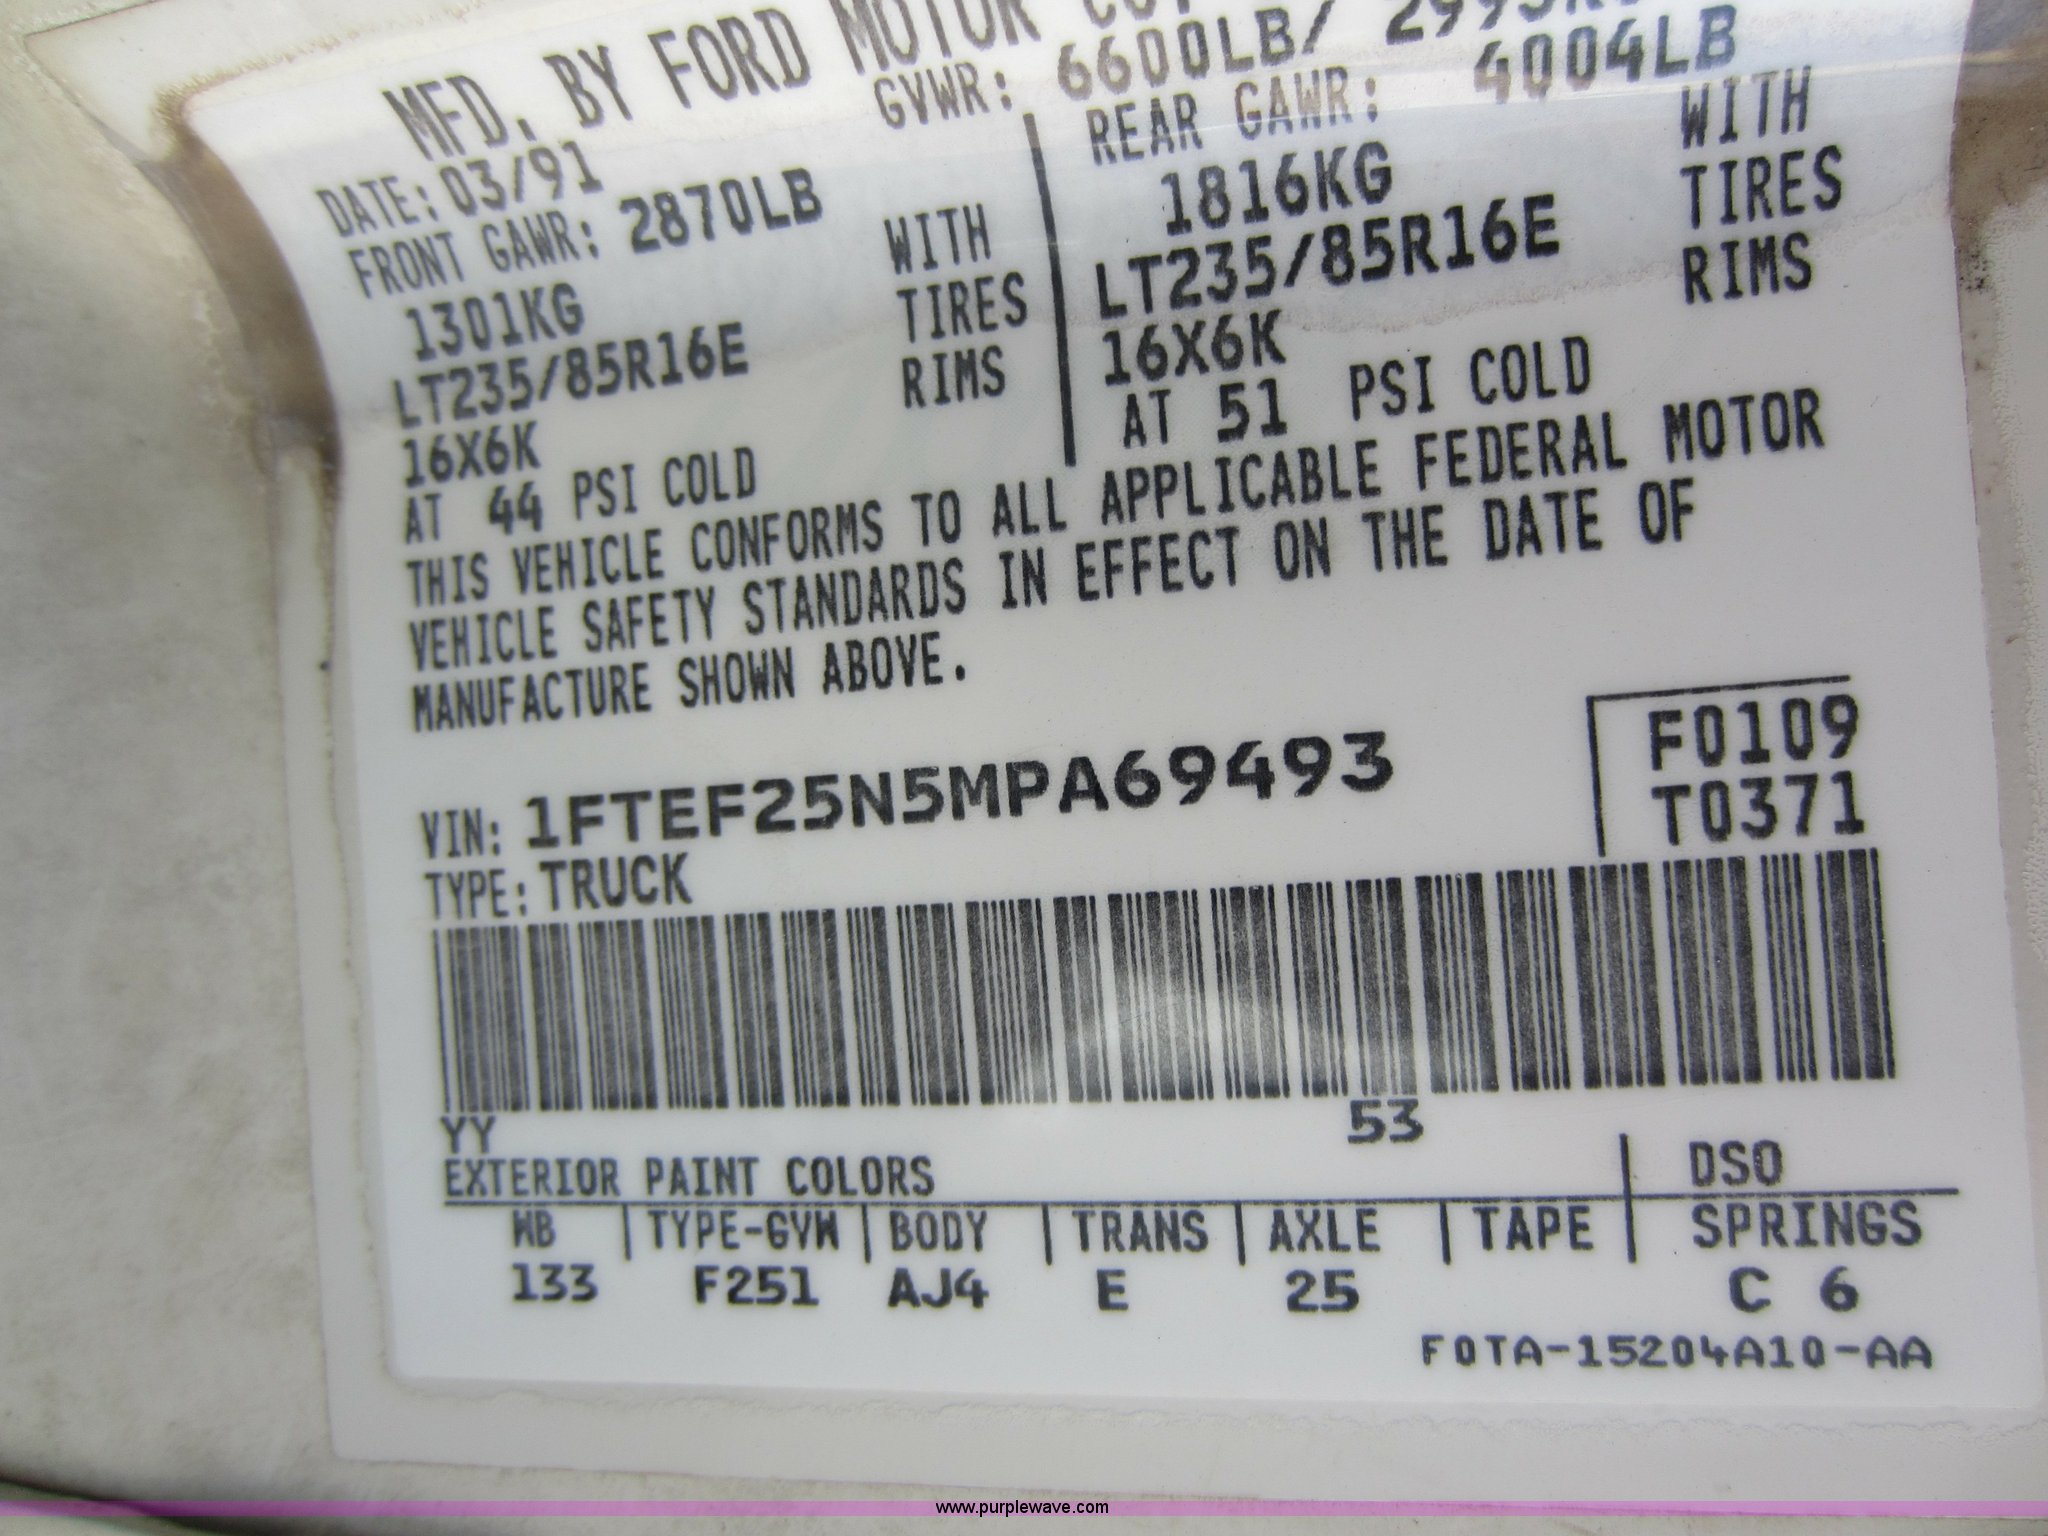 MFD. BY FORD MOTOR
DATE: 03/91 GVWR: 6600LB/
FRONT GAWR: 2870LB REAR GAWR: 4004LB
1301KG WITH 1816KG WITH
LT235/85R16E TIRES LT235/85R16E TIRES
16X6K RIMS 16X6K RIMS
AT 44 PSI COLD AT 51 PSI COLD
THIS VEHICLE CONFORMS TO ALL APPLICABLE FEDERAL MOTOR
VEHICLE SAFETY STANDARDS IN EFFECT ON THE DATE OF
MANUFACTURE SHOWN ABOVE.
F0109
VIN: 1FTEF25N5MPA69493 T0371
TYPE: TRUCK
YY 53
EXTERIOR PAINT COLORS DSO
WB TYPE-GVW BODY TRANS AXLE TAPE SPRINGS
133 F251 AJ4 E 25 C 6
F0TA-15204A10-AA
www.purplewave.com